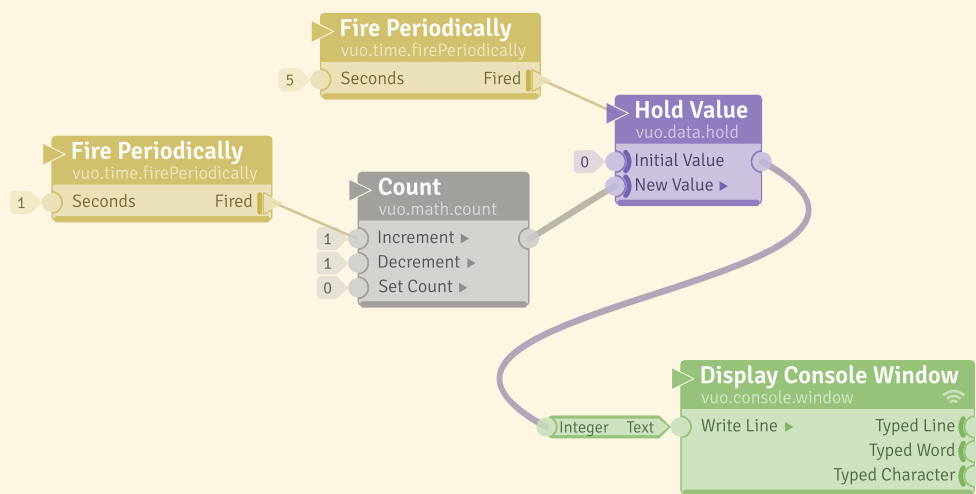 Fire Periodically
vuo.time.firePeriodically
5 Seconds Fired
Hold Value
vuo.data.hold
0 Initial Value
New Value
Fire Periodically
vuo.time.firePeriodically
1 Seconds Fired
Count
vuo.math.count
1 Increment
1 Decrement
0 Set Count
Display Console Window
vuo.console.window
Integer Text
Write Line Typed Line
Typed Word
Typed Character